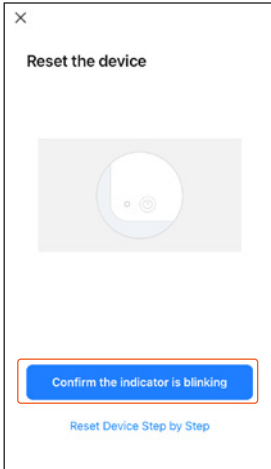 Reset the device
Confirm the indicator is blinking
Reset Device Step by Step